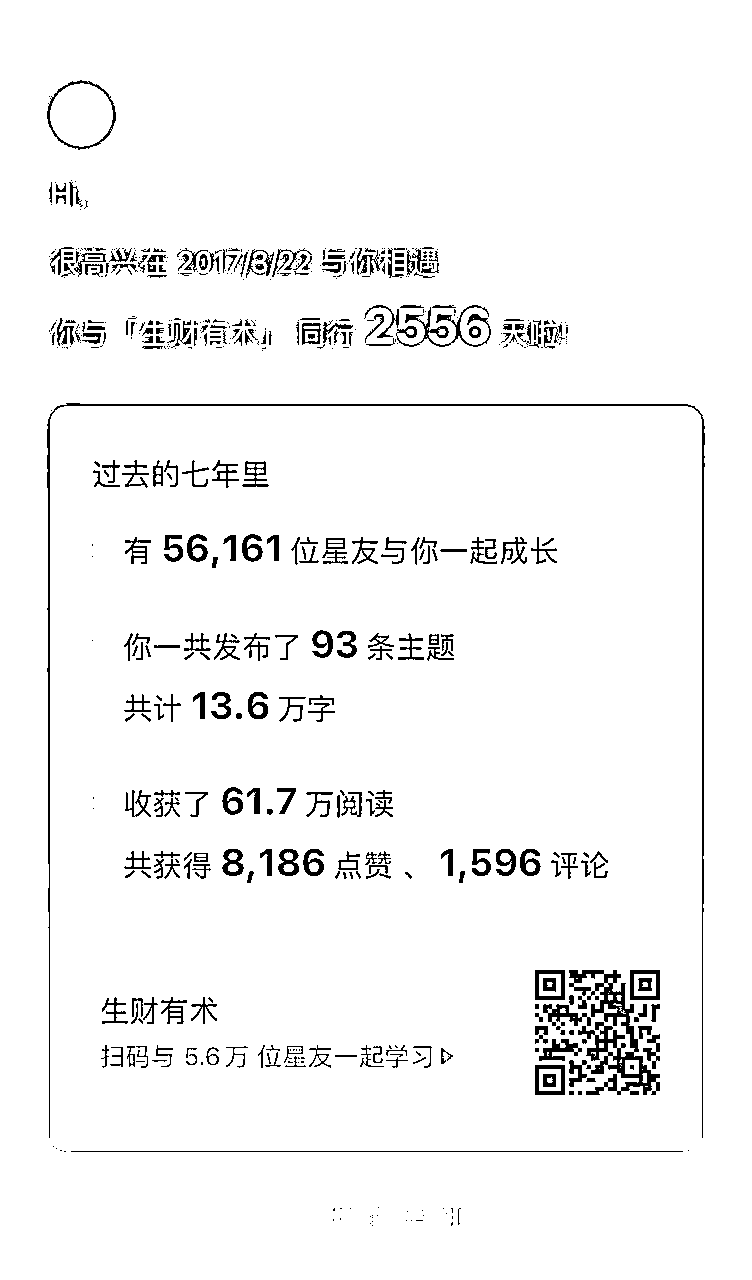 Hi,
很高兴在 2017/8/22 与你相遇
你与「生财有术」同行 2556 天啦!
过去的七年里
有 56,161 位星友与你一起成长
你一共发布了 93 条主题
共计 13.6 万字
收获了 61.7 万阅读
共获得 8,186 点赞 、 1,596 评论
生财有术
扫码与 5.6 万 位星友一起学习